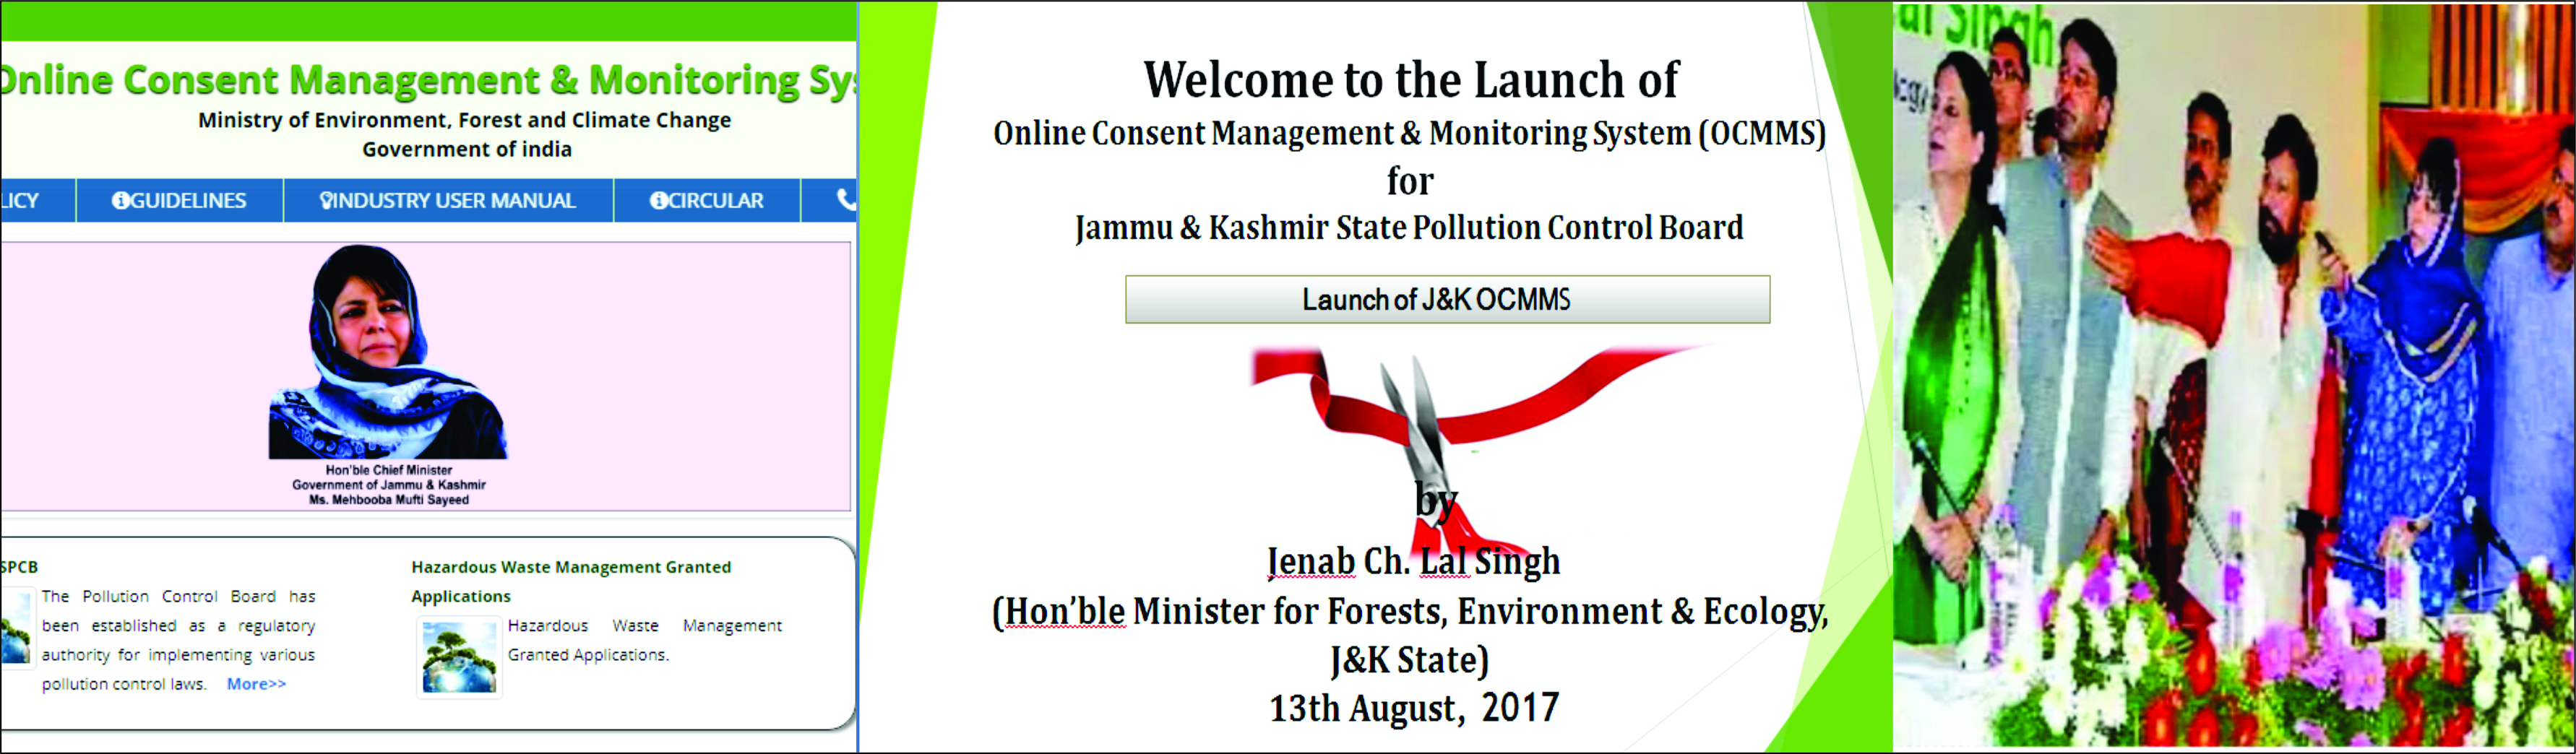 Online Consent Management & Monitoring Sys
Ministry of Environment, Forest and Climate Change
Government of india
LICY
GUIDELINES
INDUSTRY USER MANUAL
CIRCULAR
Hon'ble Chief Minister
Government of Jammu & Kashmir
Ms. Mehbooba Mufti Sayeed
SPCB
The Pollution Control Board has
been established as a regulatory
authority for implementing various
pollution control laws. More>>
Hazardous Waste Management Granted
Applications
Hazardous Waste Management
Granted Applications.
Welcome to the Launch of
Online Consent Management & Monitoring System (OCMMS)
for
Jammu & Kashmir State Pollution Control Board
Launch of J&K OCMMS
by
Jenab Ch. Lal Singh
(Hon’ble Minister for Forests, Environment & Ecology,
J&K State)
13th August, 2017
al Singh